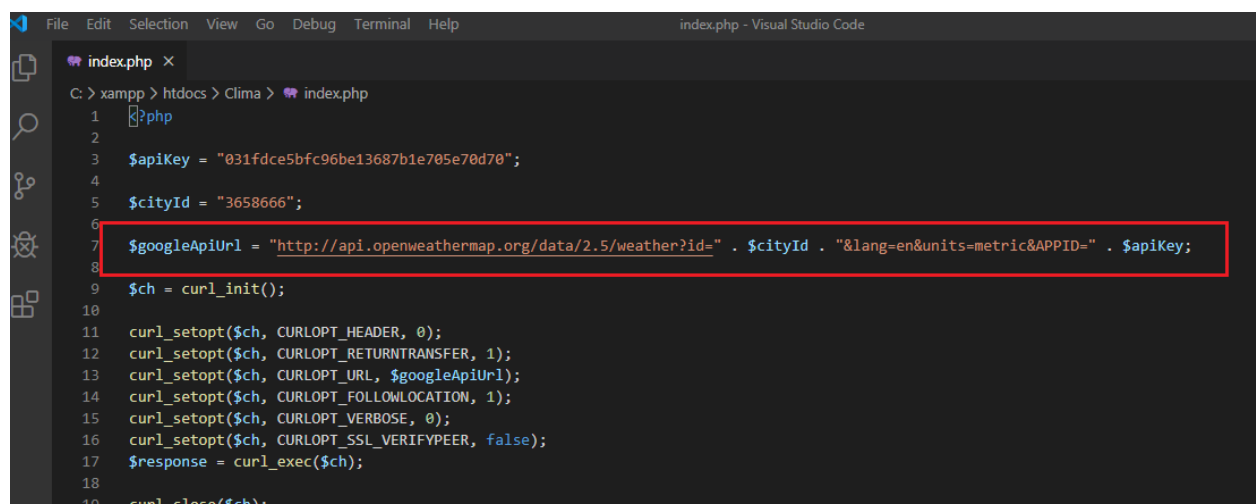 File Edit Selection View Go Debug Terminal Help index.php - Visual Studio Code
index.php ×
C: > xampp > htdocs > Clima > index.php
1 <?php
2
3 $apiKey = "031fdce5bfc96be13687b1e705e70d70";
4
5 $cityId = "3658666";
6
7 $googleApiUrl = "http://api.openweathermap.org/data/2.5/weather?id=" . $cityId . "&lang=en&units=metric&APPID=" . $apiKey;
8
9 $ch = curl_init();
10
11 curl_setopt($ch, CURLOPT_HEADER, 0);
12 curl_setopt($ch, CURLOPT_RETURNTRANSFER, 1);
13 curl_setopt($ch, CURLOPT_URL, $googleApiUrl);
14 curl_setopt($ch, CURLOPT_FOLLOWLOCATION, 1);
15 curl_setopt($ch, CURLOPT_VERBOSE, 0);
16 curl_setopt($ch, CURLOPT_SSL_VERIFYPEER, false);
17 $response = curl_exec($ch);
18
19 curl_close($ch);